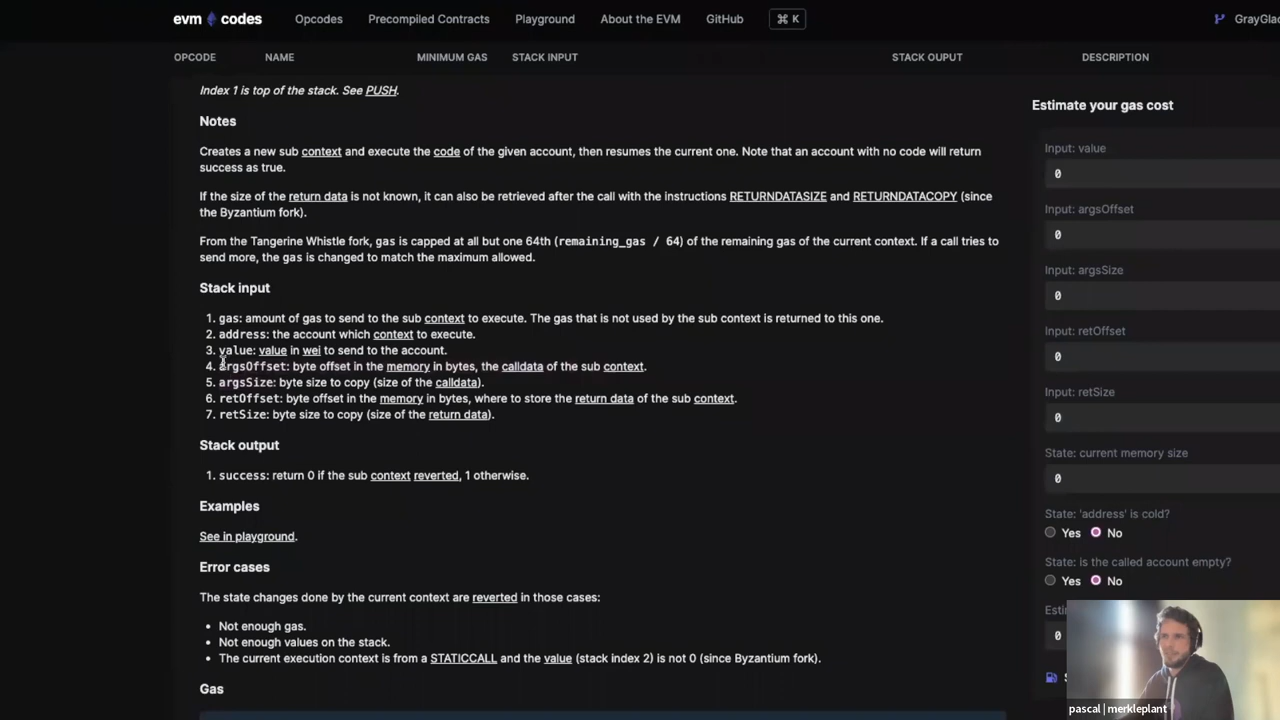 evm codes Opcodes Precompiled Contracts Playground About the EVM GitHub ⌘ K
OPCODE NAME MINIMUM GAS STACK INPUT STACK OUPUT DESCRIPTION
Index 1 is top of the stack. See PUSH.
Notes
Creates a new sub context and execute the code of the given account, then resumes the current one. Note that an account with no code will return
success as true.
If the size of the return data is not known, it can also be retrieved after the call with the instructions RETURNDATASIZE and RETURNDATACOPY (since
the Byzantium fork).
From the Tangerine Whistle fork, gas is capped at all but one 64th (remaining_gas / 64) of the remaining gas of the current context. If a call tries to
send more, the gas is changed to match the maximum allowed.
Stack input
1. gas: amount of gas to send to the sub context to execute. The gas that is not used by the sub context is returned to this one.
2. address: the account which context to execute.
3. value: value in wei to send to the account.
4. argsOffset: byte offset in the memory in bytes, the calldata of the sub context.
5. argsSize: byte size to copy (size of the calldata).
6. retOffset: byte offset in the memory in bytes, where to store the return data of the sub context.
7. retSize: byte size to copy (size of the return data).
Stack output
1. success: return 0 if the sub context reverted, 1 otherwise.
Examples
See in playground.
Error cases
The state changes done by the current context are reverted in those cases:
• Not enough gas.
• Not enough values on the stack.
• The current execution context is from a STATICCALL and the value (stack index 2) is not 0 (since Byzantium fork).
Gas
Estimate your gas cost
Input: value
0
Input: argsOffset
0
Input: argsSize
0
Input: retOffset
0
Input: retSize
0
State: current memory size
0
State: 'address' is cold?
Yes No
State: is the called account empty?
Yes No
0
pascal | merkleplant